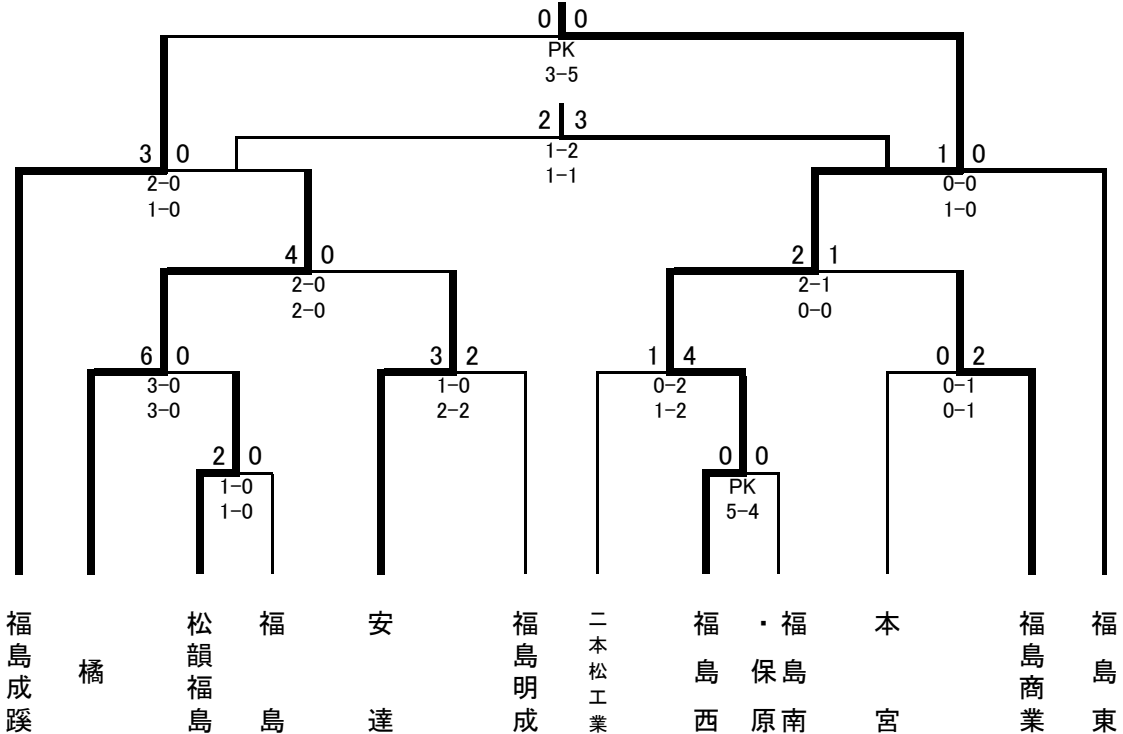 0 0
PK
3-5
2 3
1-2
1-1
3 0
2-0
1-0
1 0
0-0
1-0
4 0
2-0
2-0
2 1
2-1
0-0
6 0
3-0
3-0
3 2
1-0
2-2
1 4
0-2
1-2
0 2
0-1
0-1
2 0
1-0
1-0
0 0
PK
5-4
福島成蹊
橘
松韻福島
福島
安達
福島明成
二本松工業
福島西
福島南
・保原
本宮
福島商業
福島東